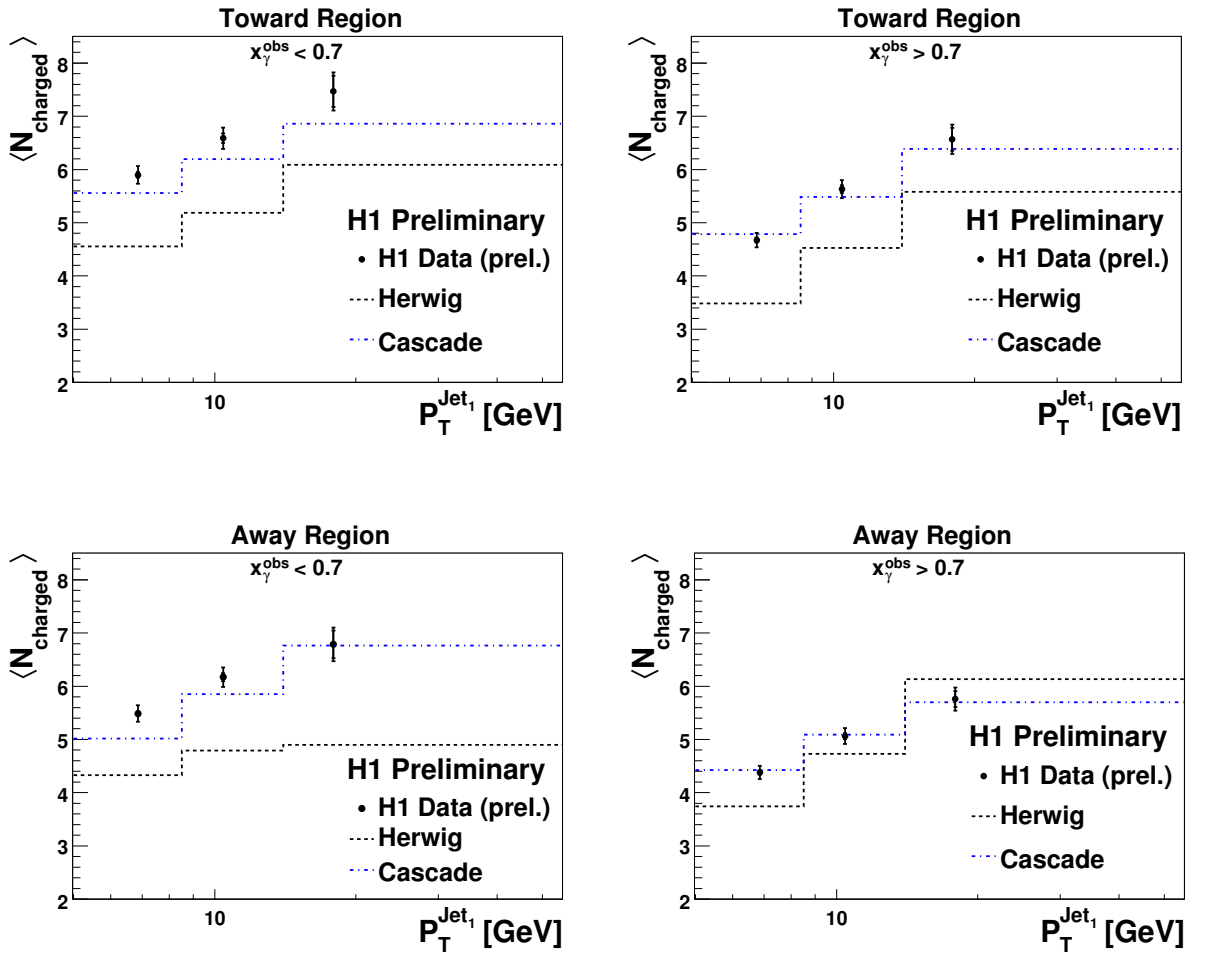 Toward Region
x_γ^obs < 0.7
⟨N_charged⟩
8
7
6
5
4
3
2
H1 Preliminary
H1 Data (prel.)
Herwig
Cascade
10
P_T^Jet_1 [GeV]
Toward Region
x_γ^obs > 0.7
⟨N_charged⟩
8
7
6
5
4
3
2
H1 Preliminary
H1 Data (prel.)
Herwig
Cascade
10
P_T^Jet_1 [GeV]
Away Region
x_γ^obs < 0.7
⟨N_charged⟩
8
7
6
5
4
3
2
H1 Preliminary
H1 Data (prel.)
Herwig
Cascade
10
P_T^Jet_1 [GeV]
Away Region
x_γ^obs > 0.7
⟨N_charged⟩
8
7
6
5
4
3
2
H1 Preliminary
H1 Data (prel.)
Herwig
Cascade
10
P_T^Jet_1 [GeV]